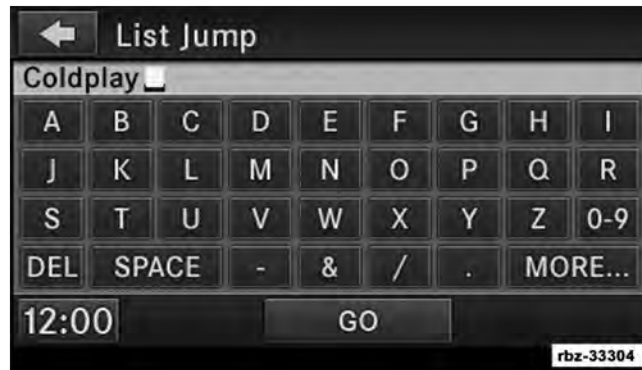 List Jump
Coldplay
A B C D E F G H I
J K L M N O P Q R
S T U V W X Y Z 0-9
DEL SPACE - & / . MORE...
12:00 GO
rbz-33304